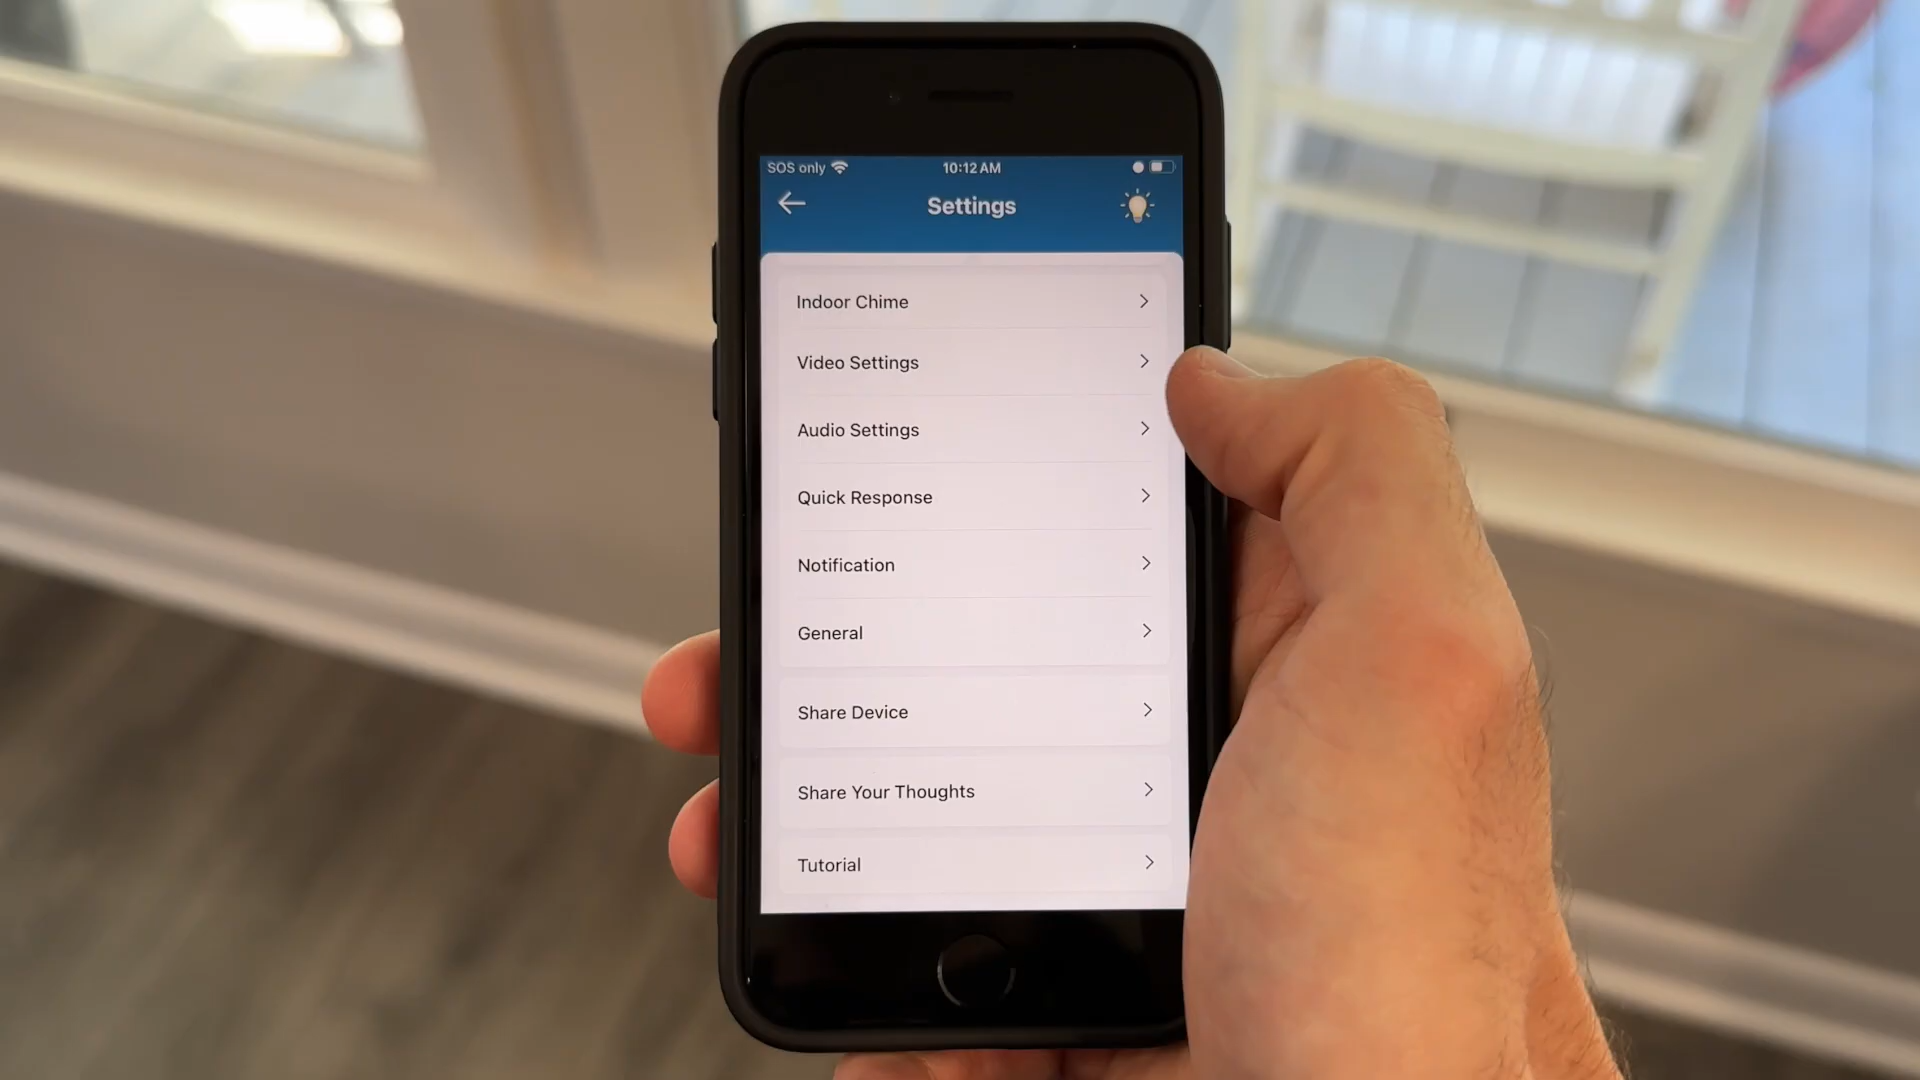 SOS only 10:12 AM
Settings
Indoor Chime
Video Settings
Audio Settings
Quick Response
Notification
General
Share Device
Share Your Thoughts
Tutorial